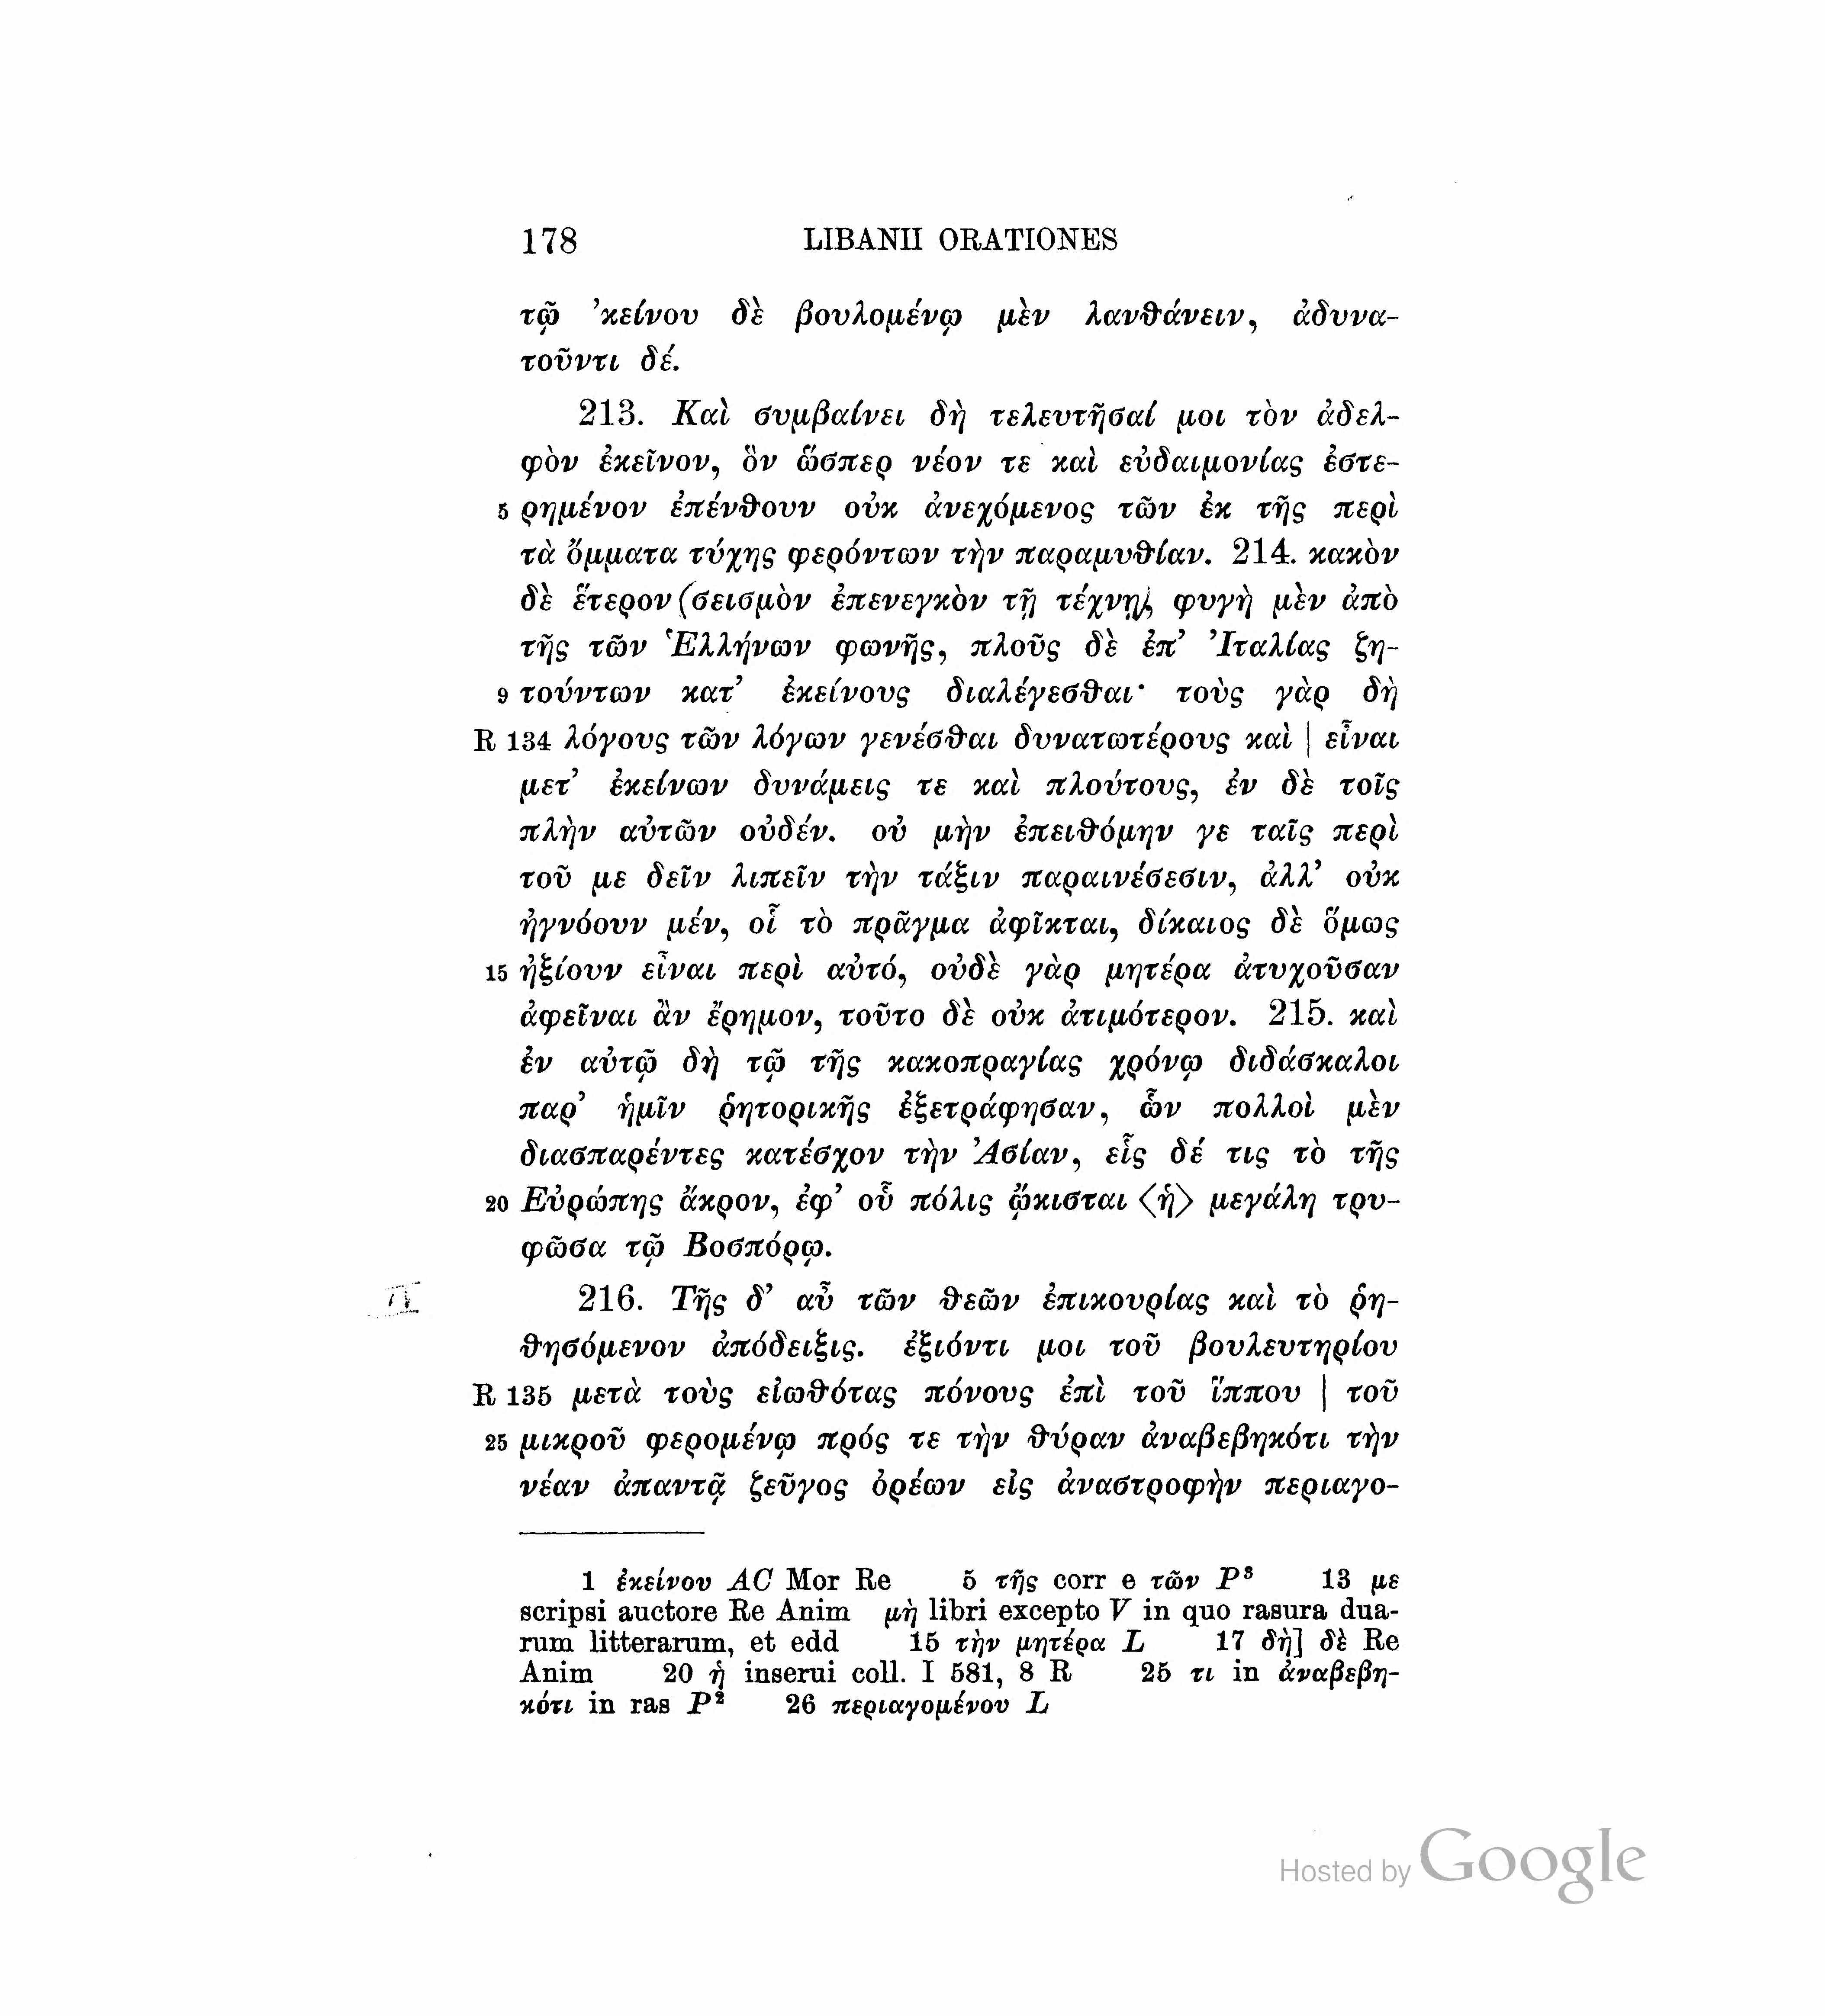 178 LIBANII ORATIONES
τῷ ’κείνου δὲ βουλομένῳ μὲν λανθάνειν, ἀδυνα-
τοῦντι δέ.
213. Καὶ συμβαίνει δὴ τελευτῆσαί μοι τὸν ἀδελ-
φὸν ἐκεῖνον, ὃν ὥσπερ νέον τε καὶ εὐδαιμονίας ἐστε-
5 ρημένον ἐπένθουν οὐκ ἀνεχόμενος τῶν ἐκ τῆς περὶ
τὰ ὄμματα τύχης φερόντων τὴν παραμυθίαν. 214. κακὸν
δὲ ἕτερον (σεισμὸν ἐπενεγκὸν τῇ τέχνῃ), φυγὴ μὲν ἀπὸ
τῆς τῶν Ἑλλήνων φωνῆς, πλοῦς δὲ ἐπ’ Ἰταλίας ζη-
9 τούντων κατ’ ἐκείνους διαλέγεσθαι· τοὺς γὰρ δὴ
R 134 λόγους τῶν λόγων γενέσθαι δυνατωτέρους καὶ | εἶναι
μετ’ ἐκείνων δυνάμεις τε καὶ πλούτους, ἐν δὲ τοῖς
πλὴν αὐτῶν οὐδέν. οὐ μὴν ἐπειθόμην γε ταῖς περὶ
τοῦ με δεῖν λιπεῖν τὴν τάξιν παραινέσεσιν, ἀλλ’ οὐκ
ἠγνόουν μέν, οἷ τὸ πρᾶγμα ἀφῖκται, δίκαιος δὲ ὅμως
15 ἠξίουν εἶναι περὶ αὐτό, οὐδὲ γὰρ μητέρα ἀτυχοῦσαν
ἀφεῖναι ἂν ἔρημον, τοῦτο δὲ οὐκ ἀτιμότερον. 215. καὶ
ἐν αὐτῷ δὴ τῷ τῆς κακοπραγίας χρόνῳ διδάσκαλοι
παρ’ ἡμῖν ῥητορικῆς ἐξετράφησαν, ὧν πολλοὶ μὲν
διασπαρέντες κατέσχον τὴν Ἀσίαν, εἷς δέ τις τὸ τῆς
20 Εὐρώπης ἄκρον, ἐφ’ οὗ πόλις ᾤκισται ⟨ἡ⟩ μεγάλη τρυ-
φῶσα τῷ Βοσπόρῳ.
216. Τῆς δ’ αὖ τῶν θεῶν ἐπικουρίας καὶ τὸ ῥη-
θησόμενον ἀπόδειξις. ἐξιόντι μοι τοῦ βουλευτηρίου
R 135 μετὰ τοὺς εἰωθότας πόνους ἐπὶ τοῦ ἵππου | τοῦ
25 μικροῦ φερομένῳ πρός τε τὴν θύραν ἀναβεβηκότι τὴν
νέαν ἀπαντᾷ ζεῦγος ὀρέων εἰς ἀναστροφὴν περιαγο-
1 ἐκείνου AC Mor Re 5 τῆς corr e τῶν P³ 13 με
scripsi auctore Re Anim μὴ libri excepto V in quo rasura dua-
rum litterarum, et edd 15 τὴν μητέρα L 17 δὴ] δὲ Re
Anim 20 ἡ inserui coll. I 581, 8 R 25 τι in ἀναβεβη-
κότι in ras P² 26 περιαγομένου L
Hosted by Google